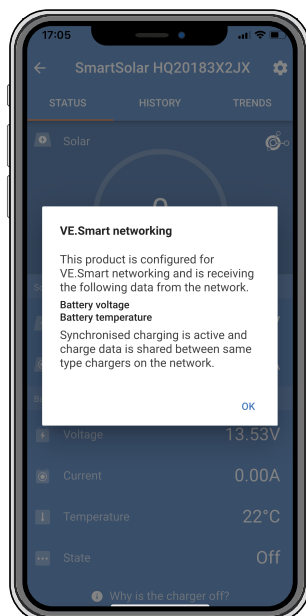 17:05
SmartSolar HQ20183X2JX
STATUS HISTORY TRENDS
Solar
VE.Smart networking
This product is configured for
VE.Smart networking and is receiving
the following data from the network.
Battery voltage
Battery temperature
Synchronised charging is active and
charge data is shared between same
type chargers on the network.
OK
Voltage 13.53V
Current 0.00A
Temperature 22°C
State Off
Why is the charger off?